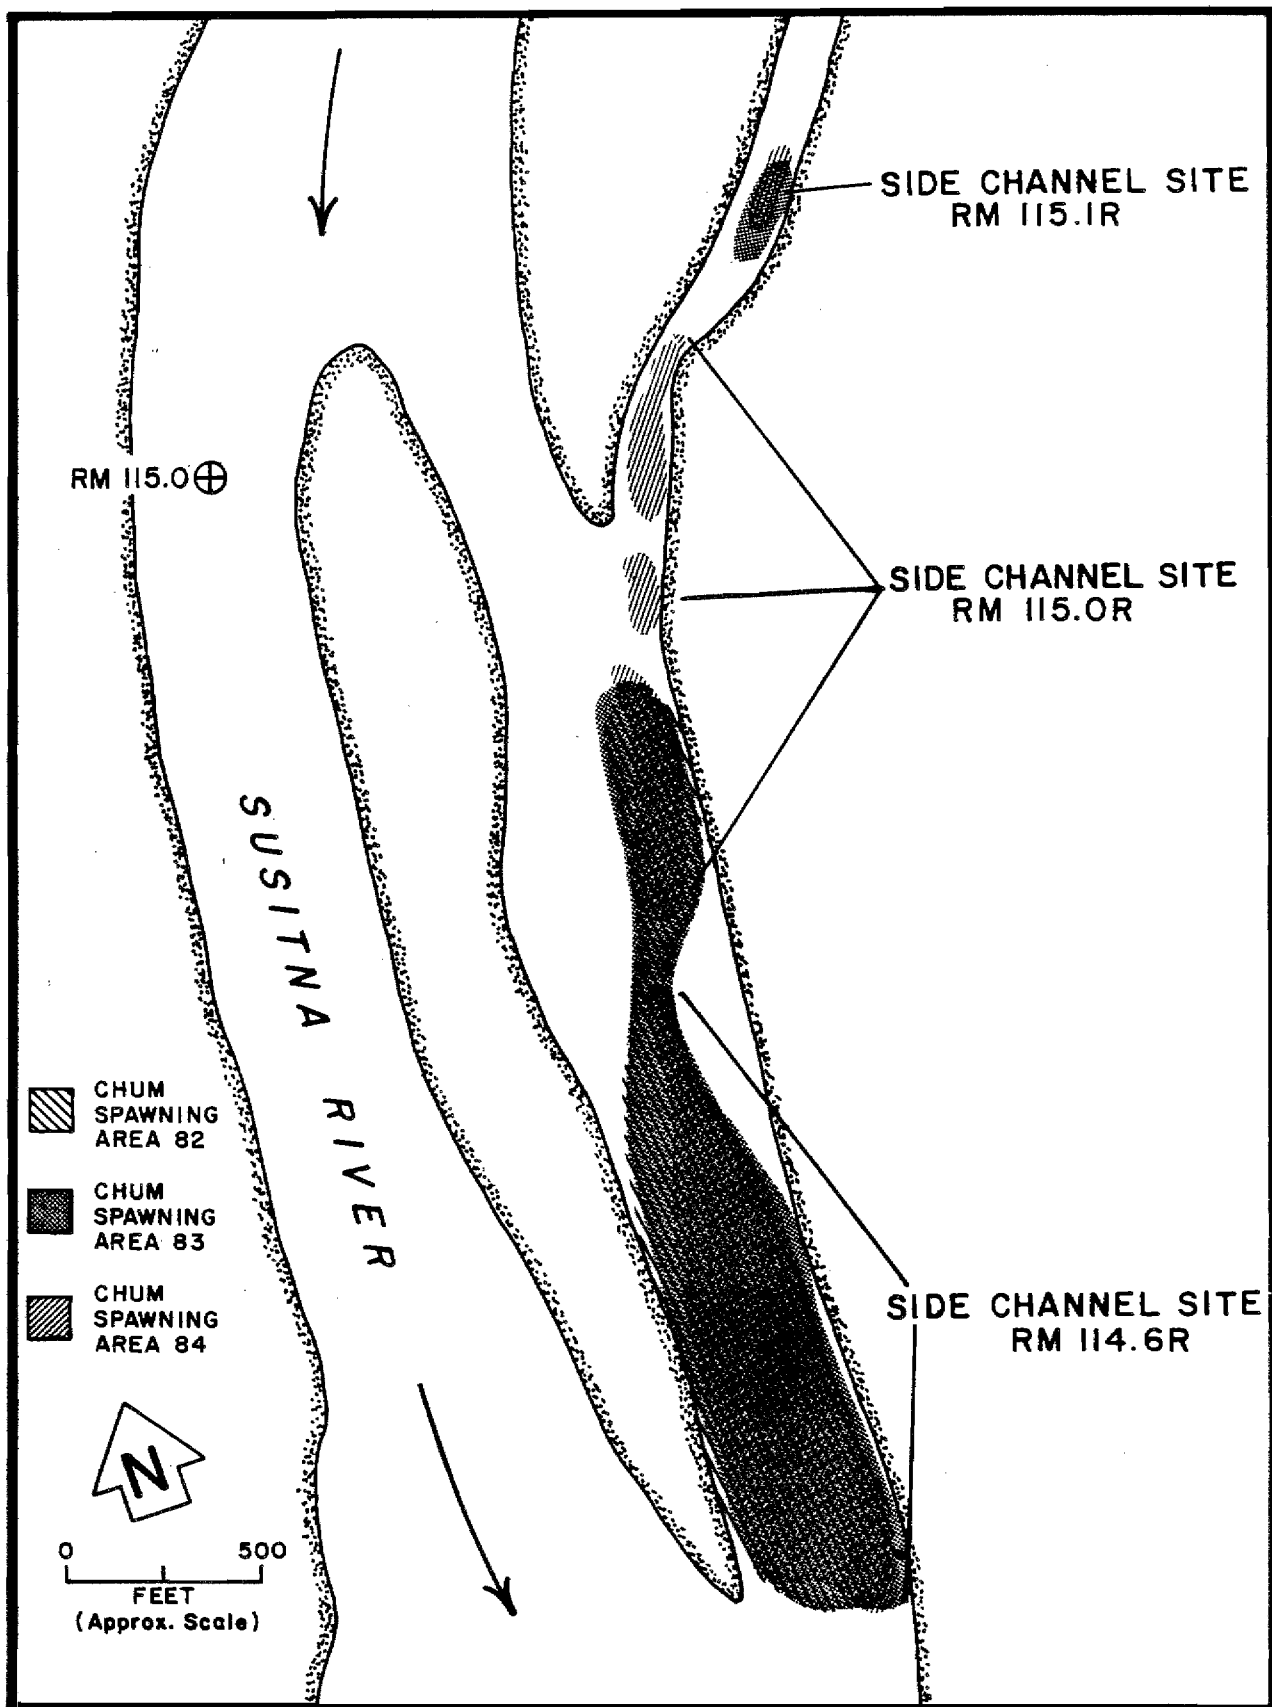 SIDE CHANNEL SITE
RM 115.1R
RM 115.0
SIDE CHANNEL SITE
RM 115.0R
SUSITNA RIVER
CHUM
SPAWNING
AREA 82
CHUM
SPAWNING
AREA 83
CHUM
SPAWNING
AREA 84
SIDE CHANNEL SITE
RM 114.6R
N
0 500
FEET
(Approx. Scale)